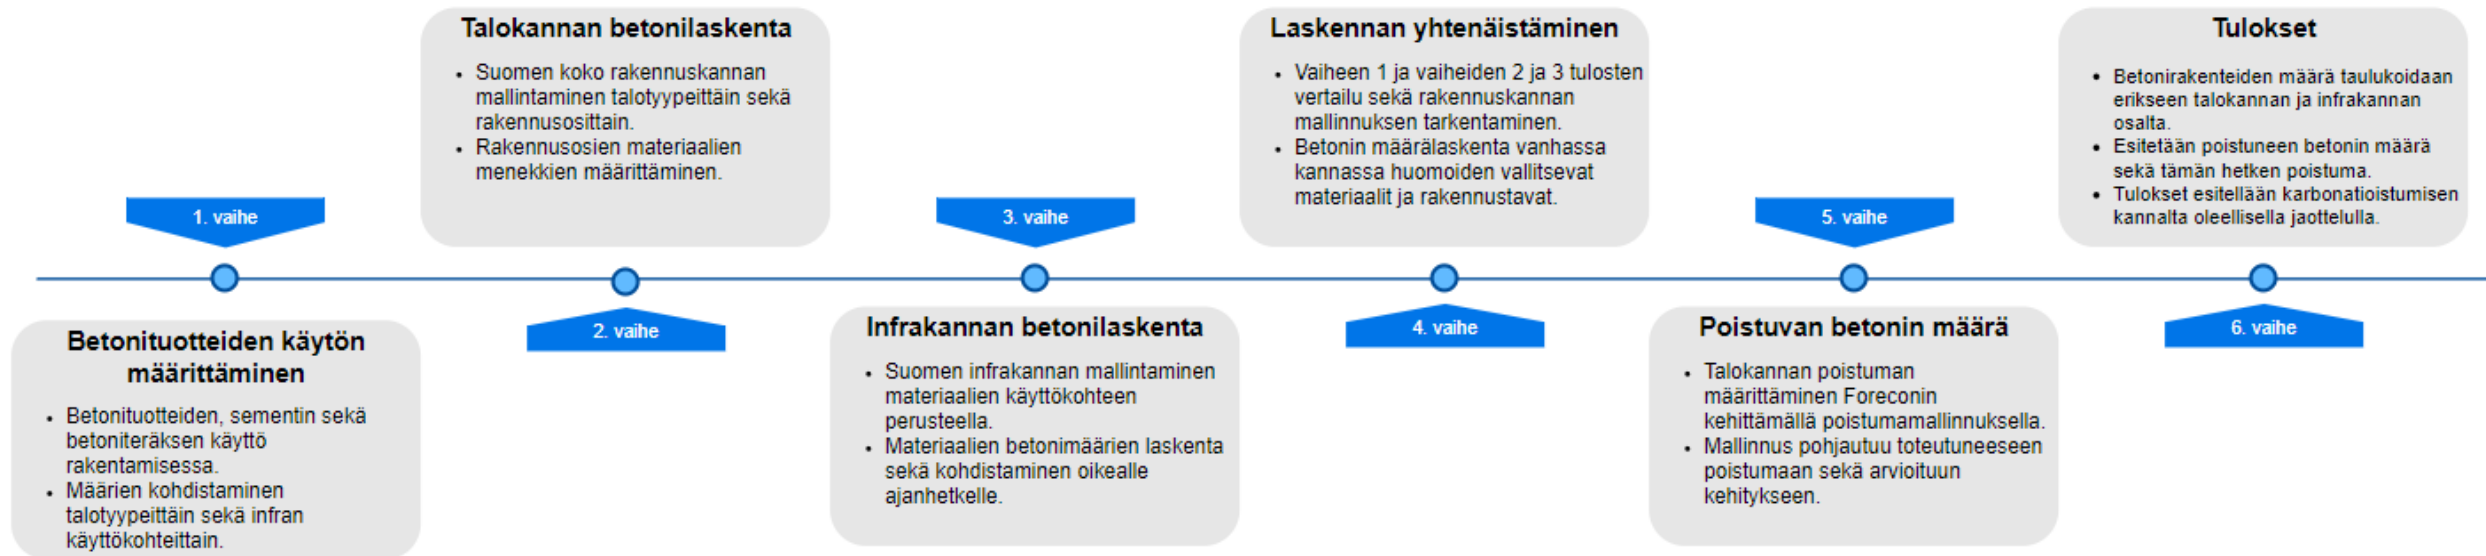 1. vaihe
Betonituotteiden käytön
määrittäminen
• Betonituotteiden, sementin sekä
betoniteräksen käyttö
rakentamisessa.
• Määrien kohdistaminen
talotyypeittäin sekä infran
käyttökohteittain.
Talokannan betonilaskenta
• Suomen koko rakennuskannan
mallintaminen talotyypeittäin sekä
rakennusosittain.
• Rakennusosien materiaalien
menekkien määrittäminen.
2. vaihe
3. vaihe
Infrakannan betonilaskenta
• Suomen infrakannan mallintaminen
materiaalien käyttökohteen
perusteella.
• Materiaalien betonimäärien laskenta
sekä kohdistaminen oikealle
ajanhetkelle.
Laskennan yhtenäistäminen
• Vaiheen 1 ja vaiheiden 2 ja 3 tulosten
vertailu sekä rakennuskannan
mallinnuksen tarkentaminen.
• Betonin määrälaskenta vanhassa
kannassa huomoiden vallitsevat
materiaalit ja rakennustavat.
4. vaihe
5. vaihe
Poistuvan betonin määrä
• Talokannan poistuman
määrittäminen Foreconin
kehittämällä poistumamallinnuksella.
• Mallinnus pohjautuu toteutuneeseen
poistumaan sekä arvioituun
kehitykseen.
Tulokset
• Betonirakenteiden määrä taulukoidaan
erikseen talokannan ja infrakannan
osalta.
• Esitetään poistuneen betonin määrä
sekä tämän hetken poistuma.
• Tulokset esitellään karbonatioistumisen
kannalta oleellisella jaottelulla.
6. vaihe